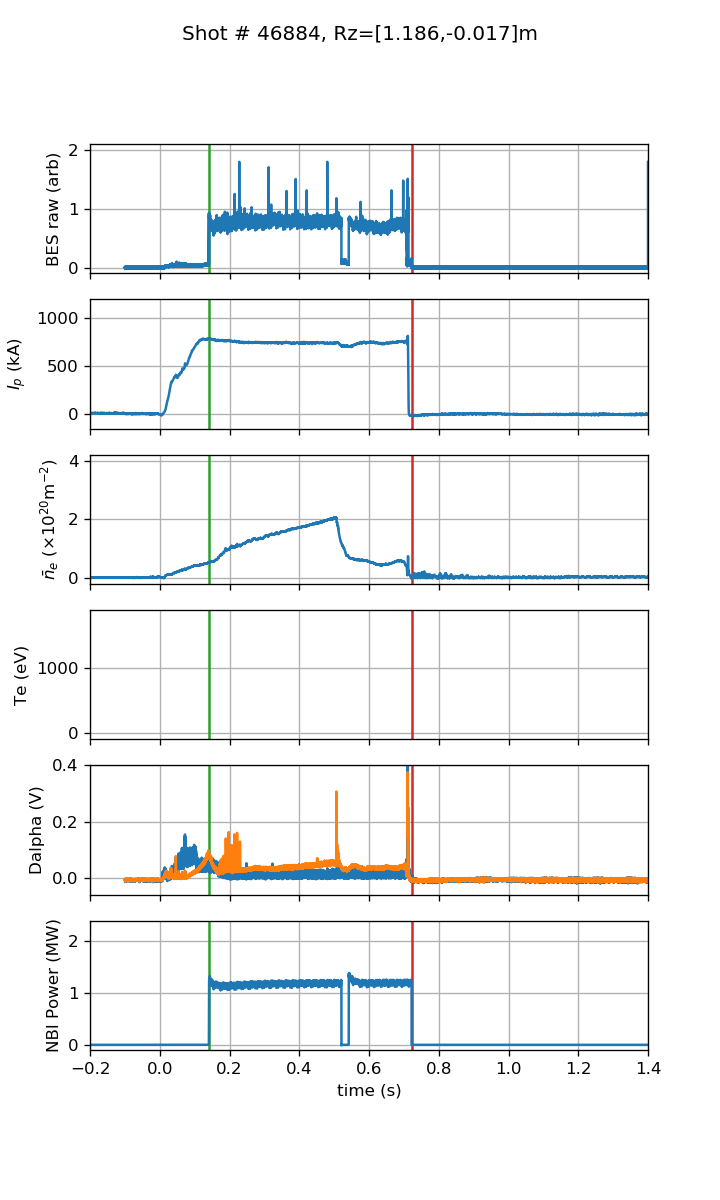 Shot # 46884, Rz=[1.186,-0.017]m
BES raw (arb)
2
1
0
I_p (kA)
1000
500
0
n̄_e (×10^20 m^−2)
4
2
0
Te (eV)
1000
0
Dalpha (V)
0.4
0.2
0.0
NBI Power (MW)
2
1
0
−0.2 0.0 0.2 0.4 0.6 0.8 1.0 1.2 1.4
time (s)